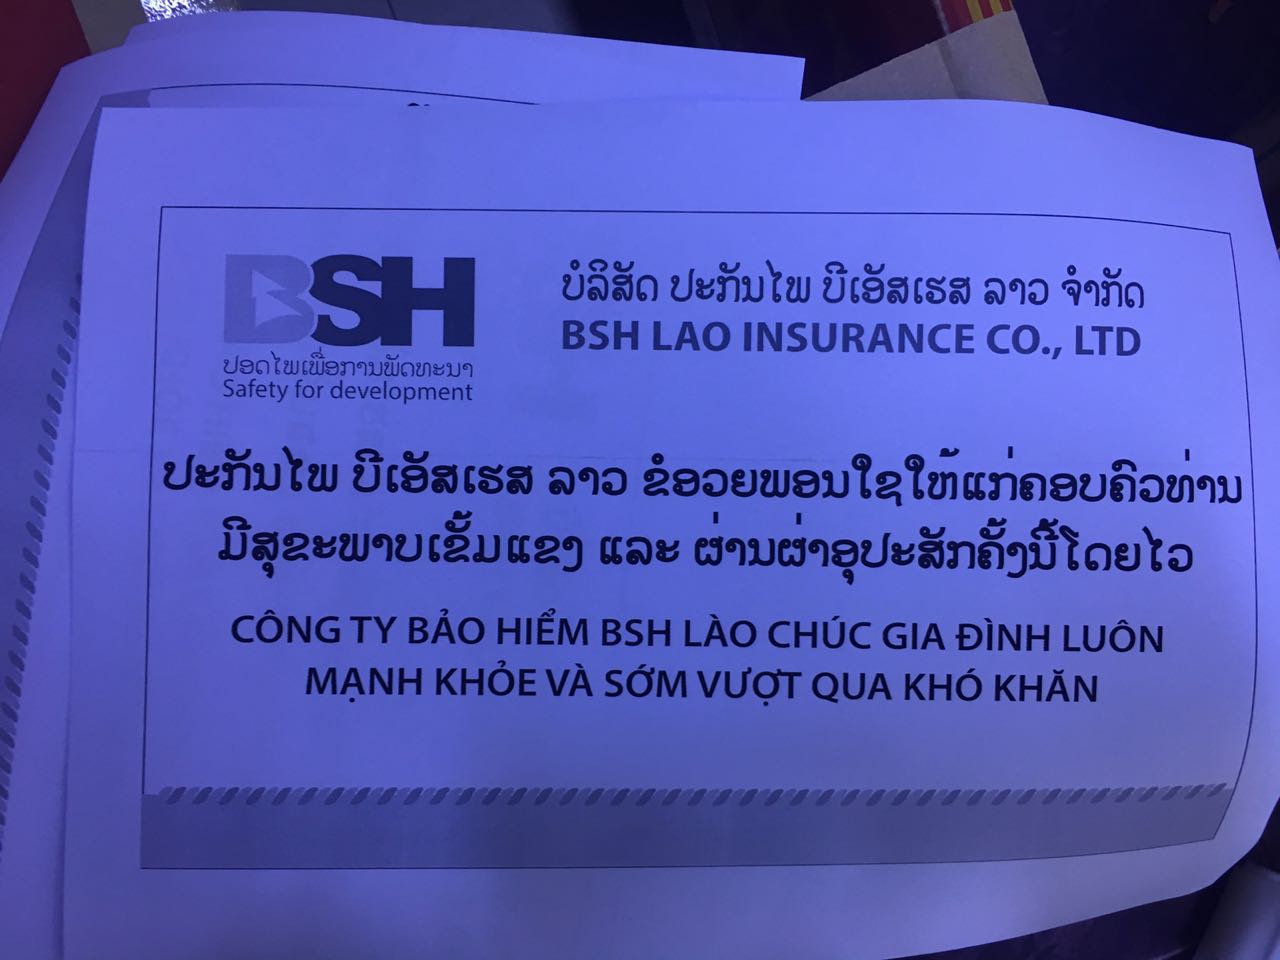 BSH
ປອດໄພເພື່ອການພັດທະນາ
Safety for development
ບໍລິສັດ ປະກັນໄພ ບີເອັສເຮສ ລາວ ຈຳກັດ
BSH LAO INSURANCE CO., LTD
ປະກັນໄພ ບີເອັສເຮສ ລາວ ຂໍອວຍພອນໃຊໃຫ້ແກ່ຄອບຄົວທ່ານ
ມີສຸຂະພາບເຂັ້ມແຂງ ແລະ ຜ່ານຜ່າອຸປະສັກຄັ້ງນີ້ໂດຍໄວ
CÔNG TY BẢO HIỂM BSH LÀO CHÚC GIA ĐÌNH LUÔN
MẠNH KHỎE VÀ SỚM VƯỢT QUA KHÓ KHĂN